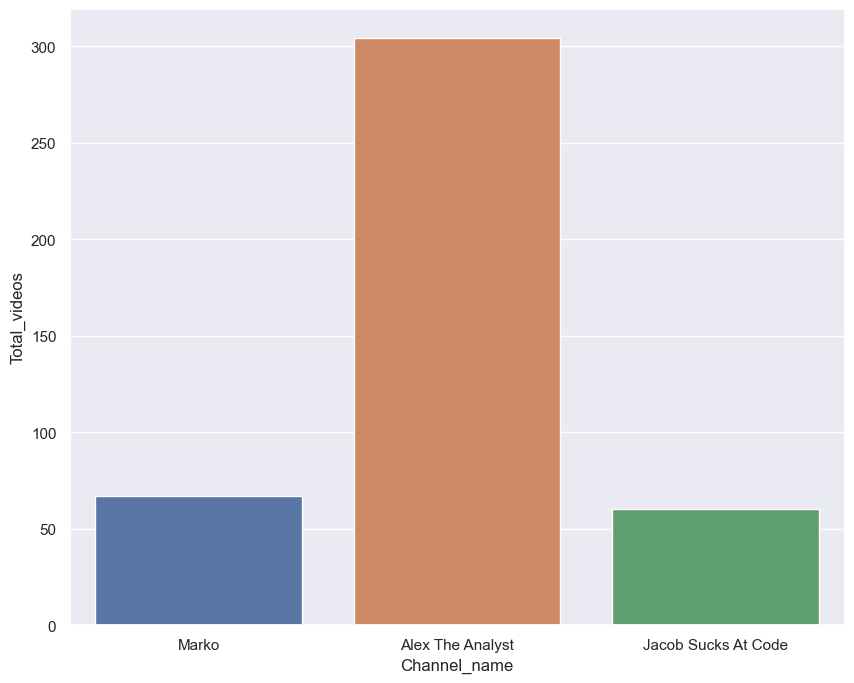 300
250
200
150
100
50
0
Total_videos
Marko
Alex The Analyst
Jacob Sucks At Code
Channel_name